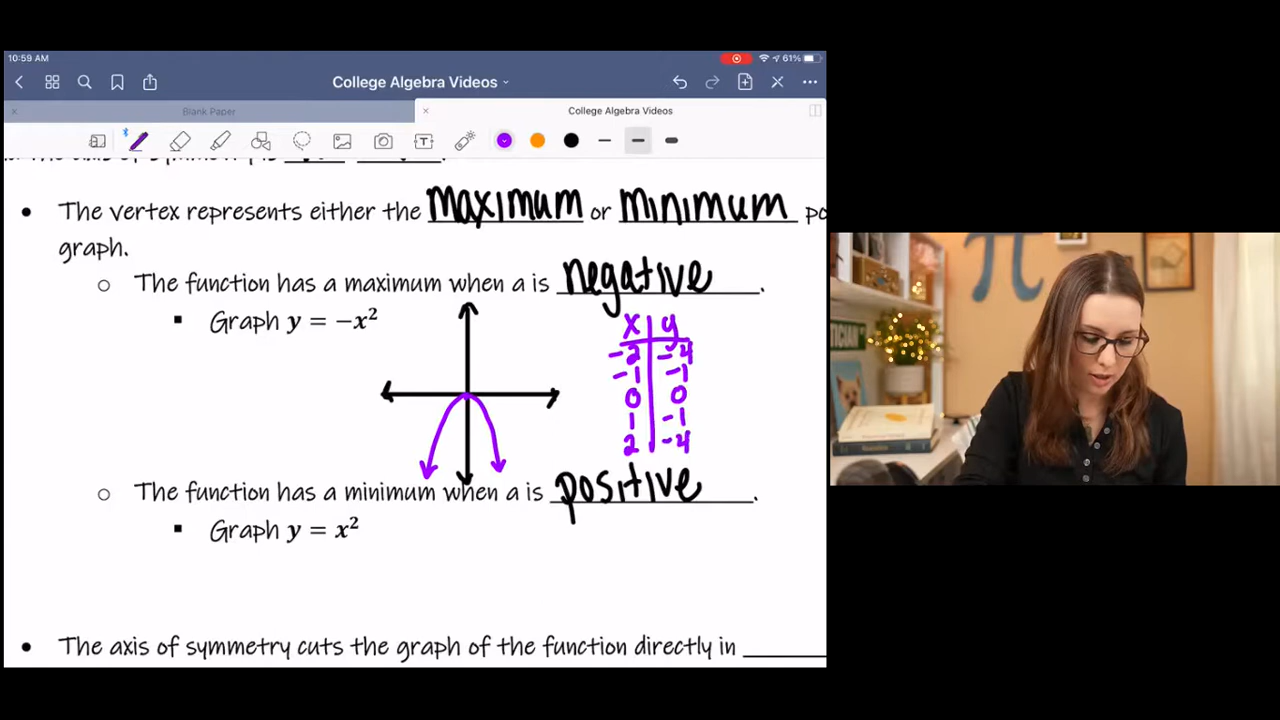 10:59 AM
61%
College Algebra Videos
Blank Paper
College Algebra Videos
The vertex represents either the maximum or minimum po
graph.
The function has a maximum when a is negative.
Graph y = −x²
x y
-2 -4
-1 -1
0 0
1 -1
2 -4
The function has a minimum when a is positive.
Graph y = x²
The axis of symmetry cuts the graph of the function directly in
π
TICIAN